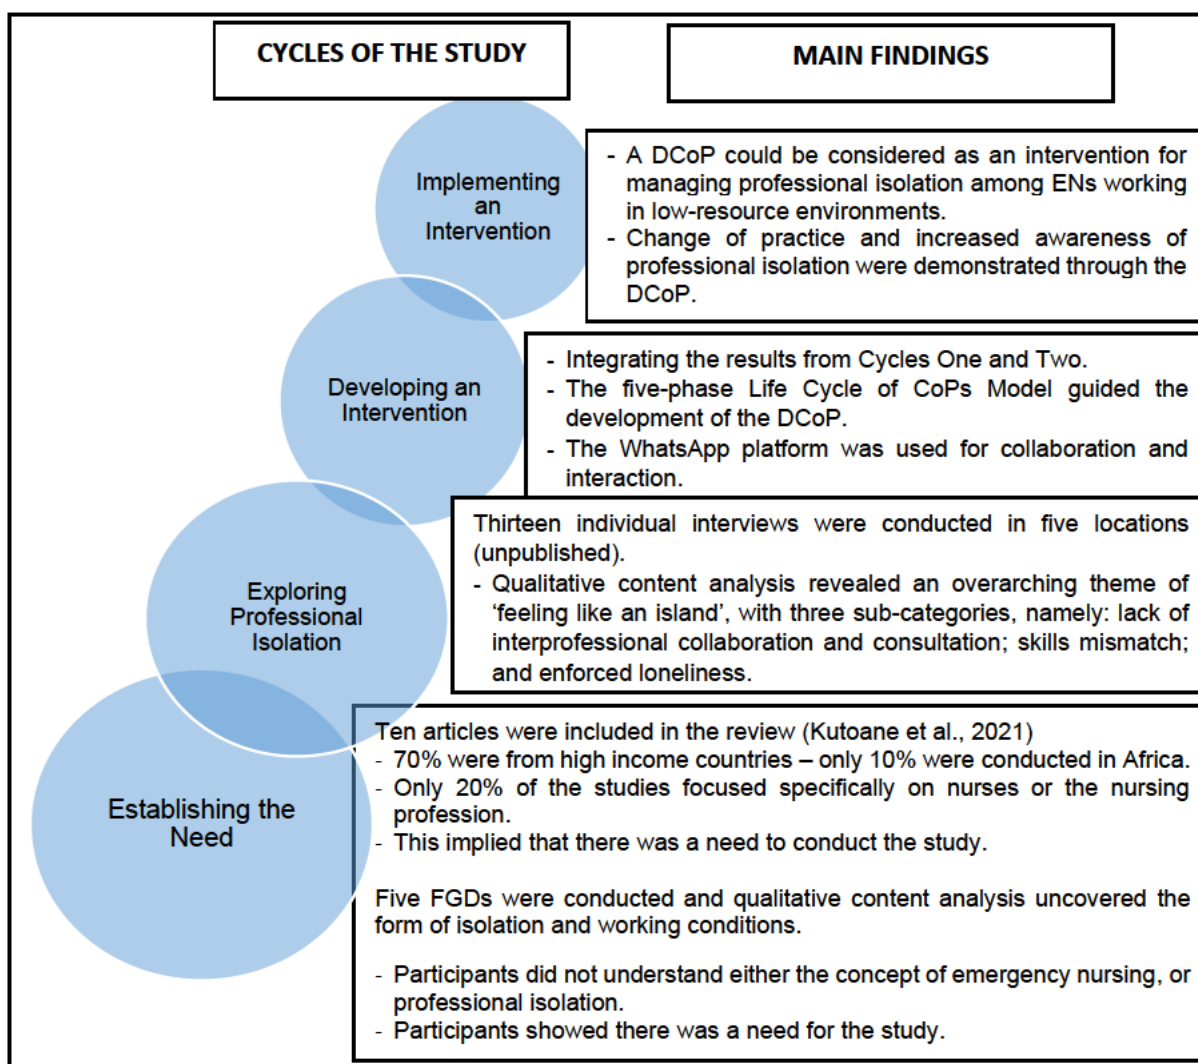 CYCLES OF THE STUDY
MAIN FINDINGS
Implementing
an
Intervention
- A DCoP could be considered as an intervention for
managing professional isolation among ENs working
in low-resource environments.
- Change of practice and increased awareness of
professional isolation were demonstrated through the
DCoP.
Developing an
Intervention
- Integrating the results from Cycles One and Two.
- The five-phase Life Cycle of CoPs Model guided the
development of the DCoP.
- The WhatsApp platform was used for collaboration and
interaction.
Exploring
Professional
Isolation
Thirteen individual interviews were conducted in five locations
(unpublished).
- Qualitative content analysis revealed an overarching theme of
‘feeling like an island’, with three sub-categories, namely: lack of
interprofessional collaboration and consultation; skills mismatch;
and enforced loneliness.
Establishing the
Need
Ten articles were included in the review (Kutoane et al., 2021)
- 70% were from high income countries – only 10% were conducted in Africa.
- Only 20% of the studies focused specifically on nurses or the nursing
profession.
- This implied that there was a need to conduct the study.
Five FGDs were conducted and qualitative content analysis uncovered the
form of isolation and working conditions.
- Participants did not understand either the concept of emergency nursing, or
professional isolation.
- Participants showed there was a need for the study.